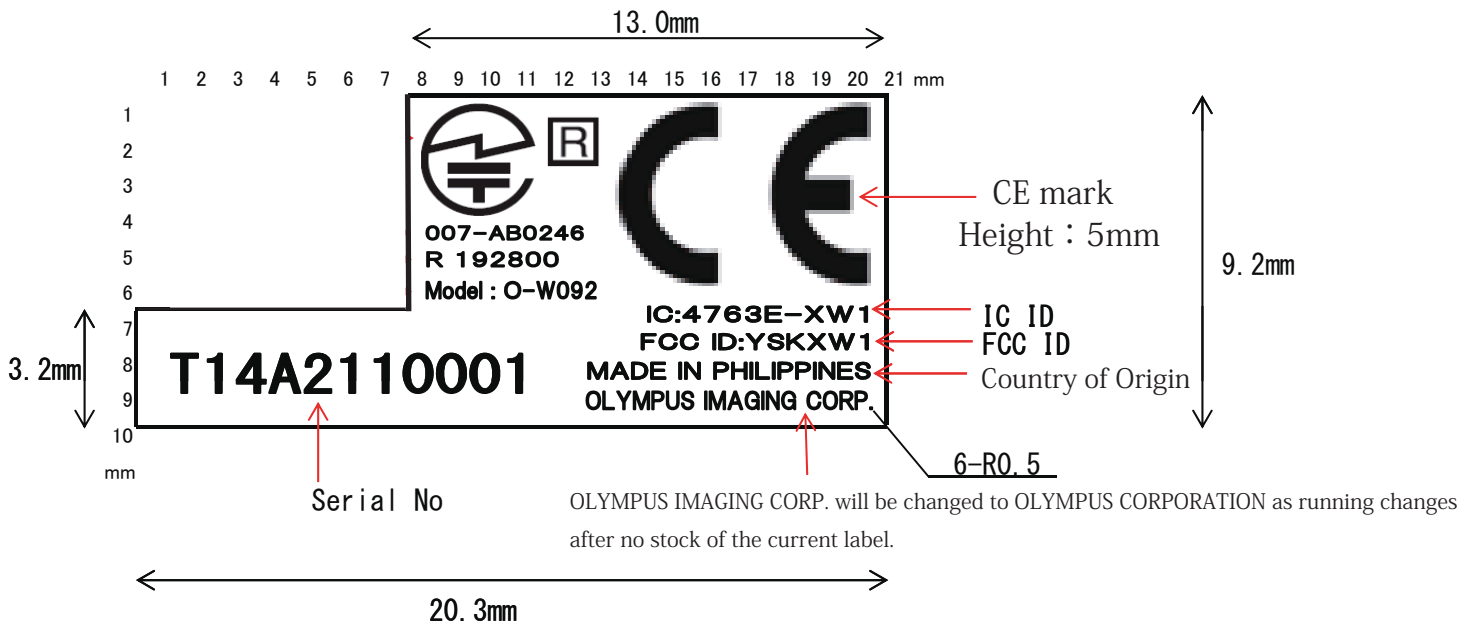 13.0mm
1 2 3 4 5 6 7 8 9 10 11 12 13 14 15 16 17 18 19 20 21 mm
1
2
3
4
5
6
7
8
9
10
mm
R
CE
007-AB0246
R 192800
Model : O-W092
IC:4763E-XW1
FCC ID:YSKXW1
MADE IN PHILIPPINES
OLYMPUS IMAGING CORP.
T14A2110001
CE mark
Height：5mm
IC ID
FCC ID
Country of Origin
9.2mm
3.2mm
6-R0.5
Serial No
OLYMPUS IMAGING CORP. will be changed to OLYMPUS CORPORATION as running changes
after no stock of the current label.
20.3mm